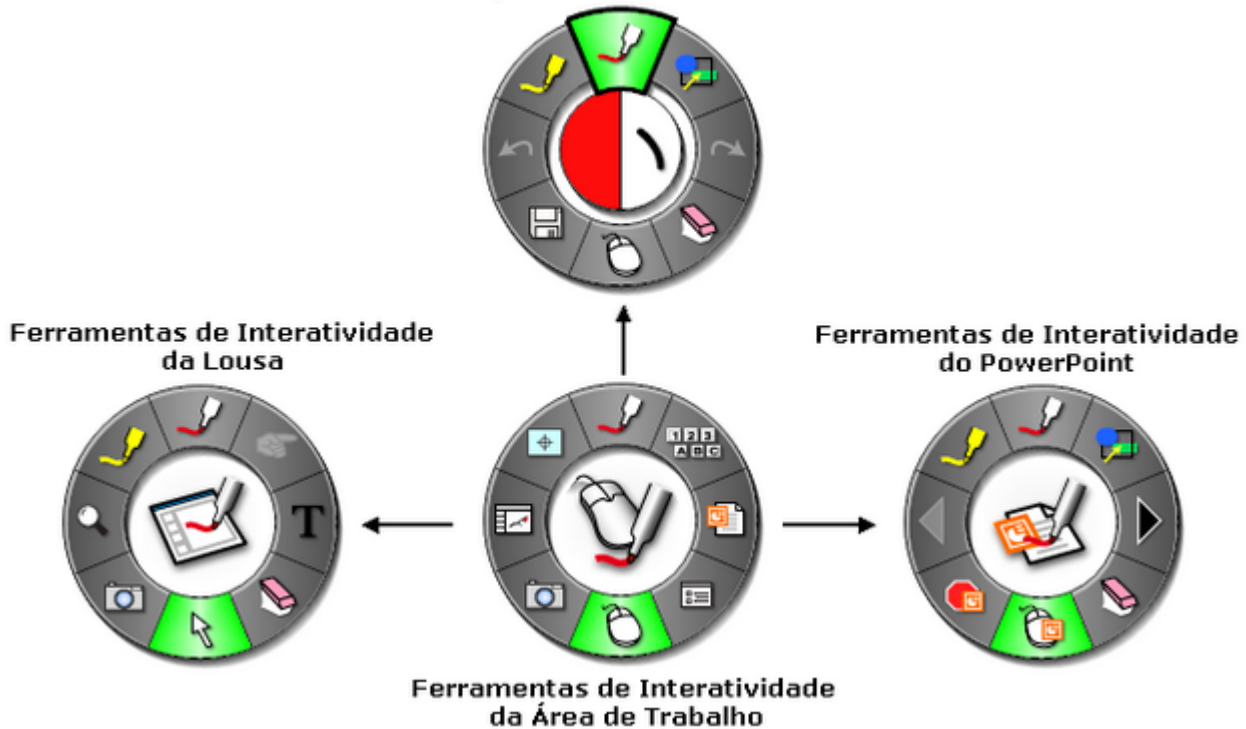 Ferramentas de Interatividade
da Lousa
Ferramentas de Interatividade
do PowerPoint
T
1 2 3
A B C
Ferramentas de Interatividade
da Área de Trabalho